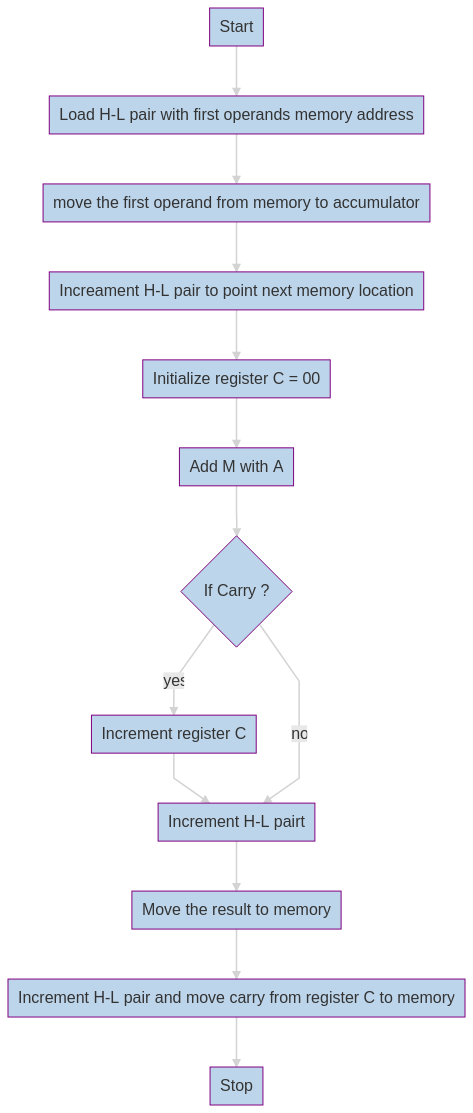 Start
Load H-L pair with first operands memory address
move the first operand from memory to accumulator
Increament H-L pair to point next memory location
Initialize register C = 00
Add M with A
If Carry ?
yes
Increment register C
no
Increment H-L pairt
Move the result to memory
Increment H-L pair and move carry from register C to memory
Stop